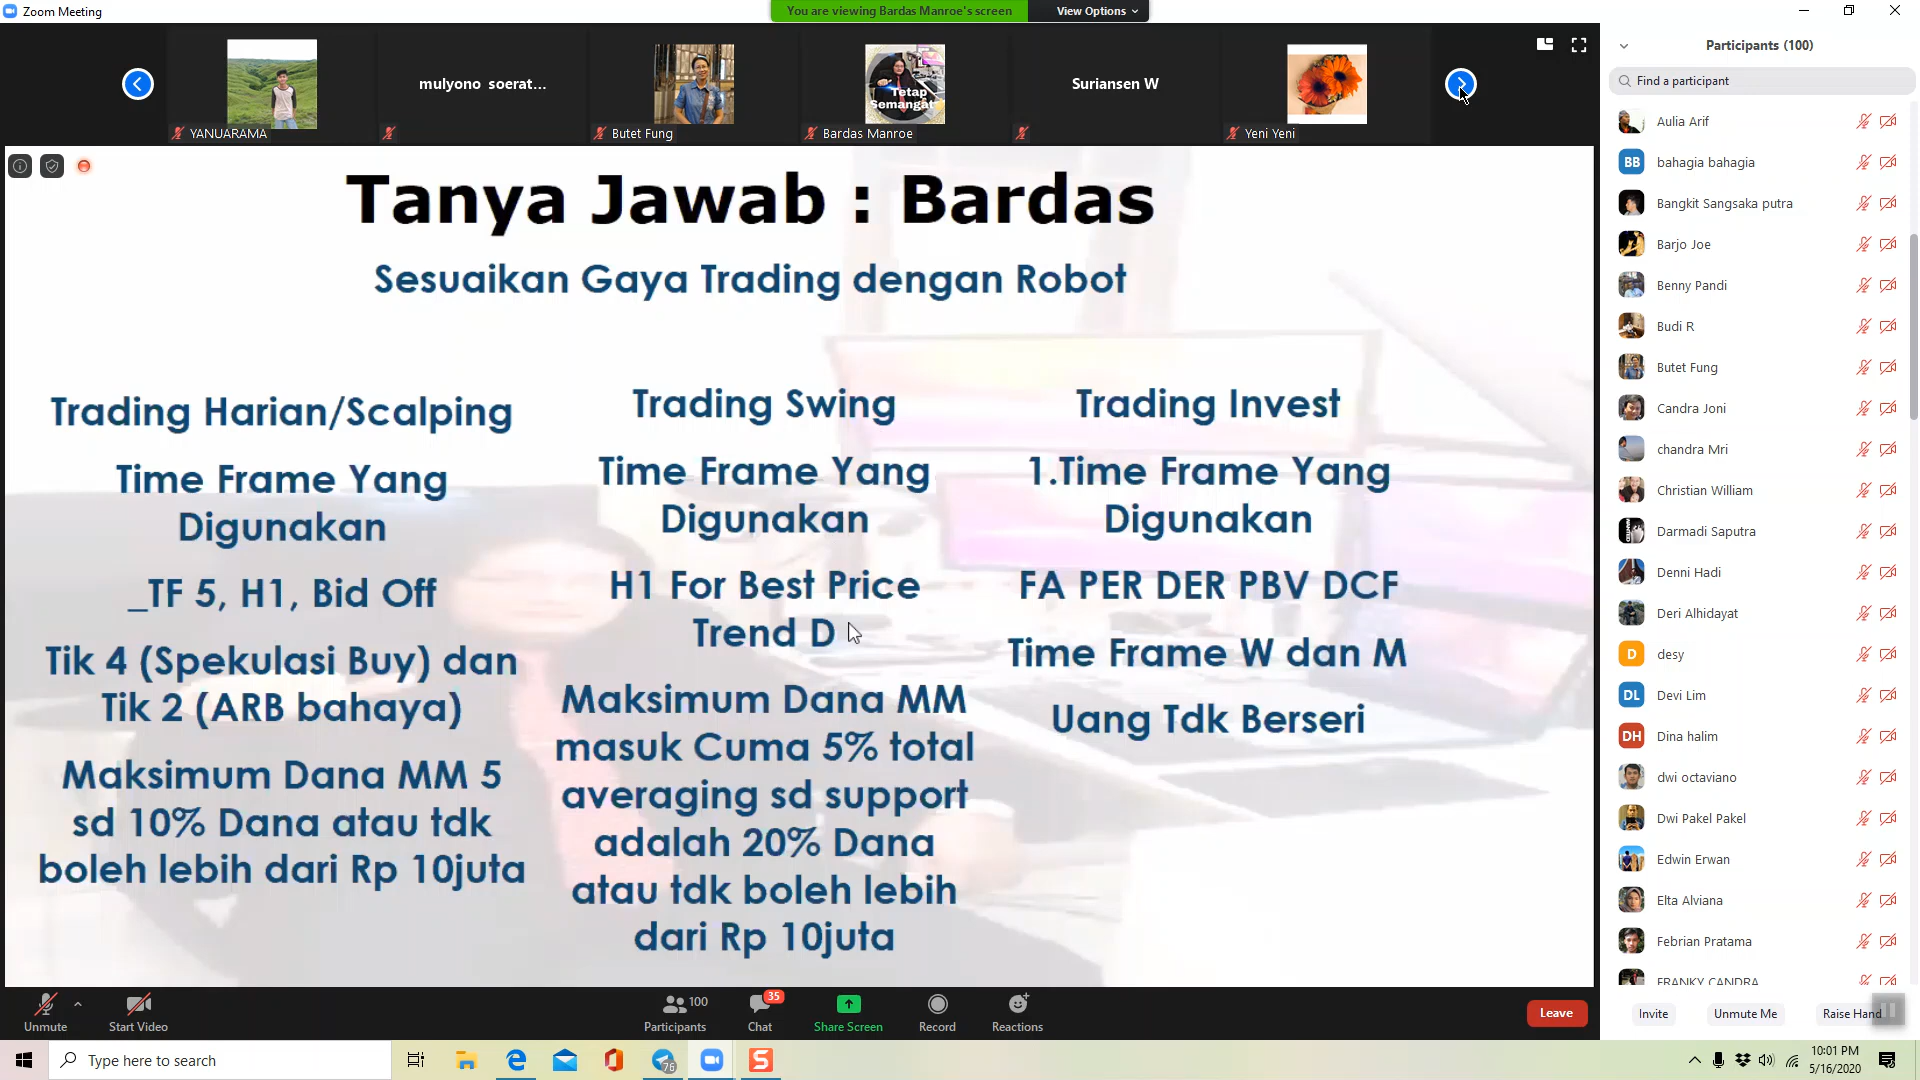 Zoom Meeting
You are viewing Bardas Manroe's screen
View Options
YANUARAMA
mulyono soerat...
Butet Fung
Tetap
Semangat
Bardas Manroe
Suriansen W
Yeni Yeni
Tanya Jawab : Bardas
Sesuaikan Gaya Trading dengan Robot
Trading Harian/Scalping
Time Frame Yang
Digunakan
_TF 5, H1, Bid Off
Tik 4 (Spekulasi Buy) dan
Tik 2 (ARB bahaya)
Maksimum Dana MM 5
sd 10% Dana atau tdk
boleh lebih dari Rp 10juta
Trading Swing
Time Frame Yang
Digunakan
H1 For Best Price
Trend D
Maksimum Dana MM
masuk Cuma 5% total
averaging sd support
adalah 20% Dana
atau tdk boleh lebih
dari Rp 10juta
Trading Invest
1.Time Frame Yang
Digunakan
FA PER DER PBV DCF
Time Frame W dan M
Uang Tdk Berseri
Participants (100)
Find a participant
Aulia Arif
BB bahagia bahagia
Bangkit Sangsaka putra
Barjo Joe
Benny Pandi
Budi R
Butet Fung
Candra Joni
chandra Mri
Christian William
Darmadi Saputra
Denni Hadi
Deri Alhidayat
D desy
DL Devi Lim
DH Dina halim
dwi octaviano
Dwi Pakel Pakel
Edwin Erwan
Elta Alviana
Febrian Pratama
FRANKY CANDRA
Invite
Unmute Me
Raise Hand
Unmute
Start Video
100
Participants
35
Chat
Share Screen
Record
Reactions
Leave
Type here to search
76
10:01 PM
5/16/2020